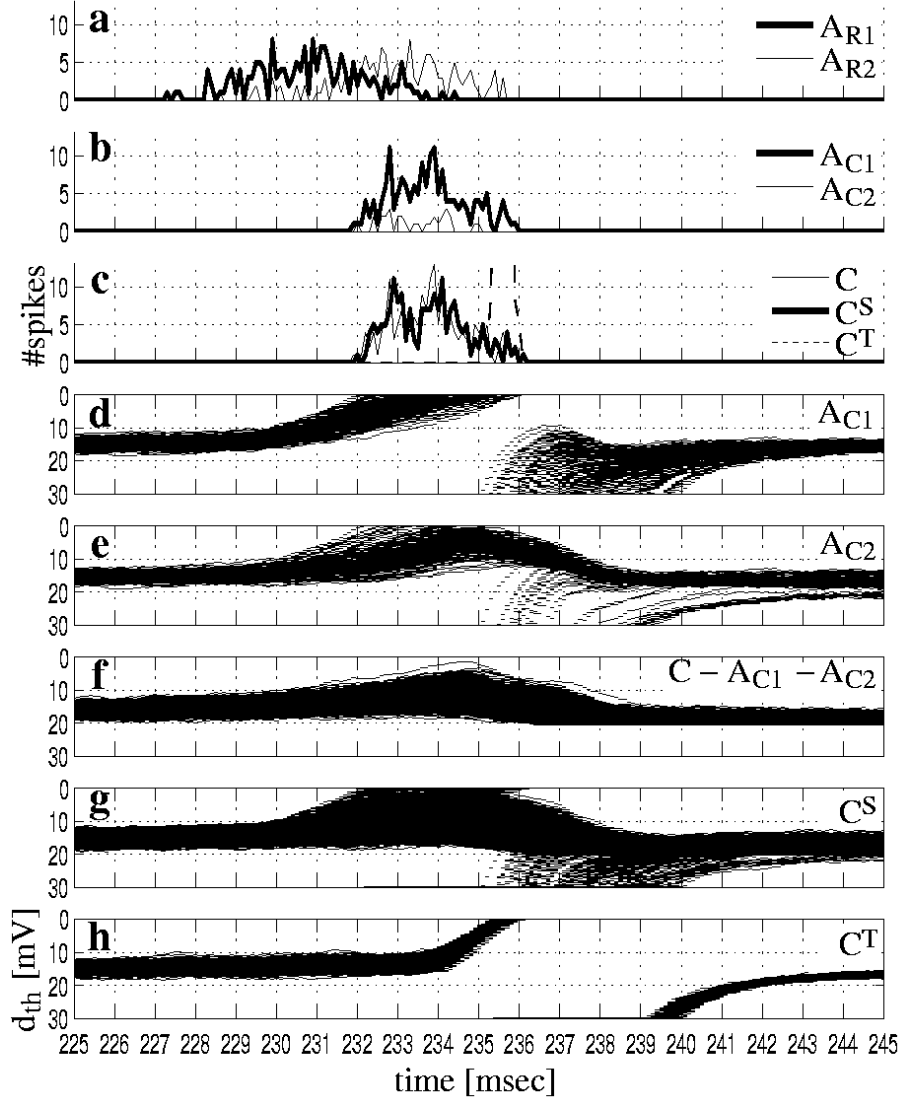 a
10
5
0
A_R1
A_R2
b
10
5
0
A_C1
A_C2
c
10
5
0
#spikes
C
C^S
C^T
d
0
10
20
30
A_C1
e
0
10
20
30
A_C2
f
0
10
20
30
C – A_C1 – A_C2
g
0
10
20
30
C^S
h
0
10
20
30
d_th [mV]
C^T
225 226 227 228 229 230 231 232 233 234 235 236 237 238 239 240 241 242 243 244 245
time [msec]